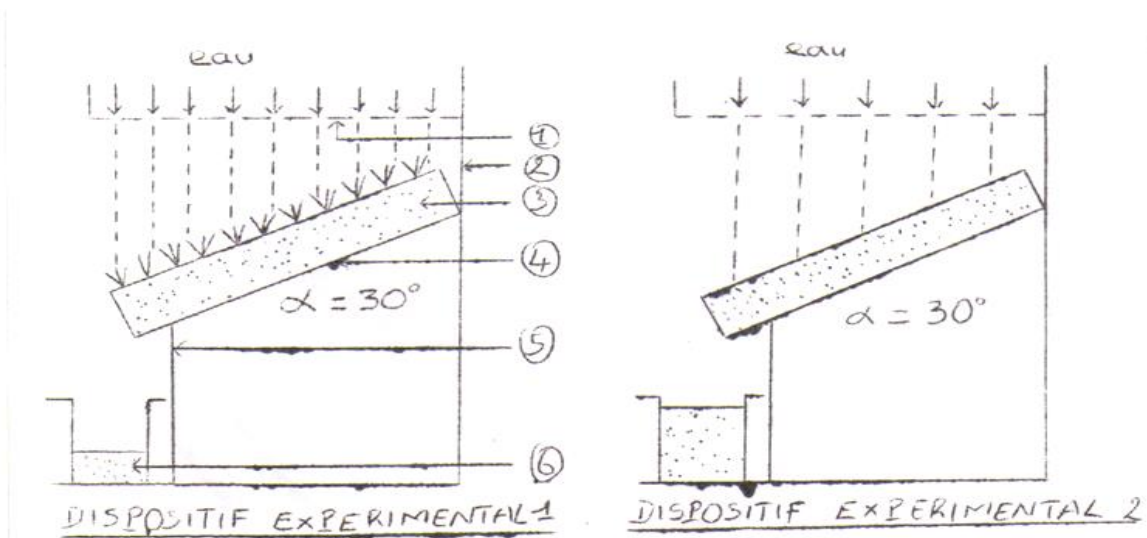 eau
eau
①
②
③
④
α = 30°
α = 30°
⑤
⑥
DISPOSITIF EXPERIMENTAL 1
DISPOSITIF EXPERIMENTAL 2